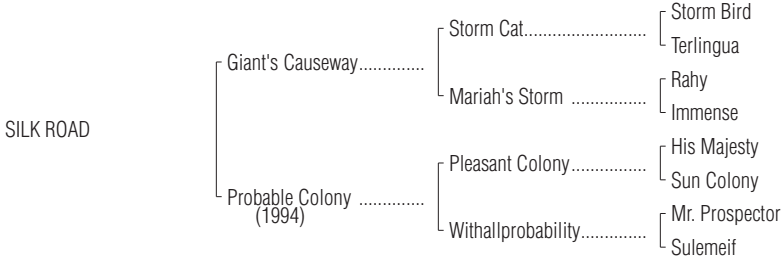 Storm Bird
Storm Cat..........................
Terlingua
Giant's Causeway..............
Rahy
Mariah's Storm ................
Immense
SILK ROAD
His Majesty
Pleasant Colony................
Sun Colony
Probable Colony ..............
(1994)
Mr. Prospector
Withallprobability..............
Sulemeif